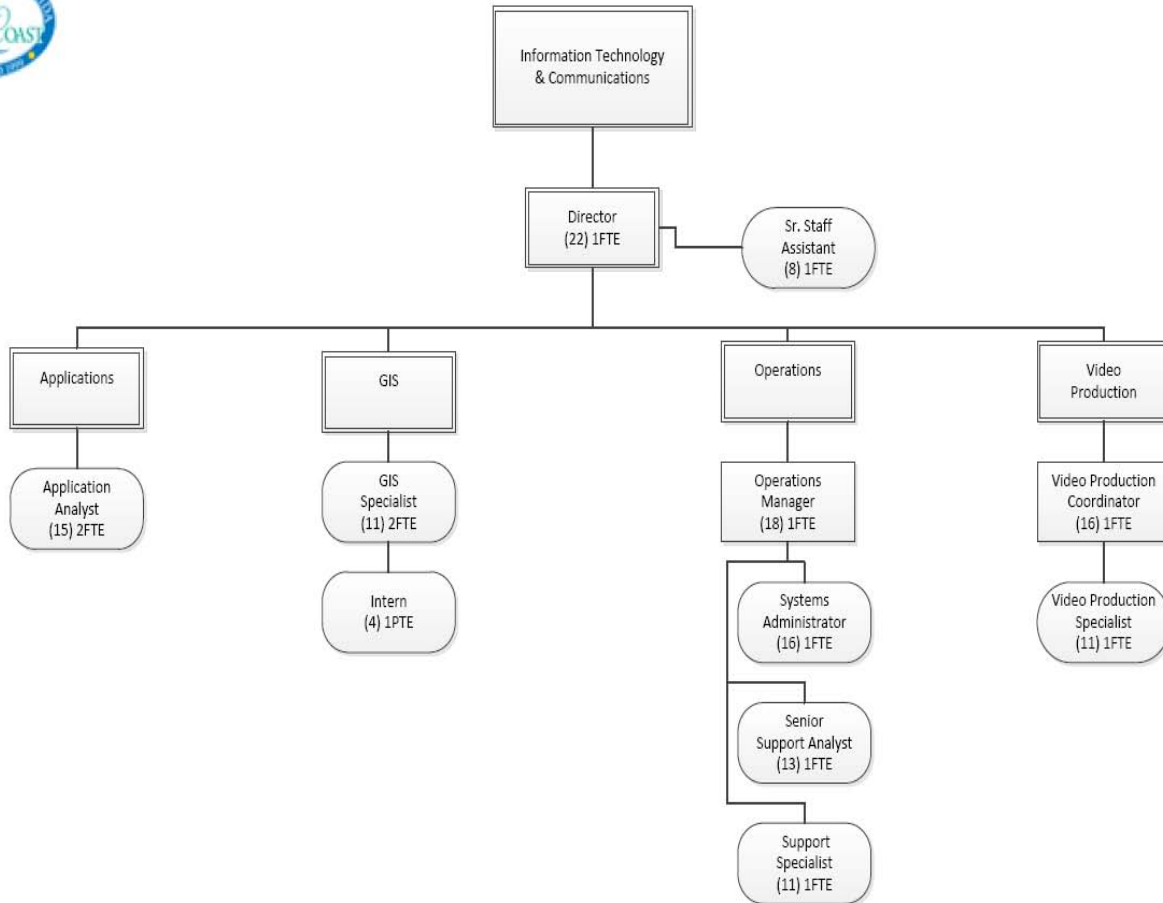 COAST
Information Technology
& Communications
Director
(22) 1FTE
Sr. Staff
Assistant
(8) 1FTE
Applications
GIS
Operations
Video
Production
Application
Analyst
(15) 2FTE
GIS
Specialist
(11) 2FTE
Operations
Manager
(18) 1FTE
Video Production
Coordinator
(16) 1FTE
Intern
(4) 1PTE
Systems
Administrator
(16) 1FTE
Video Production
Specialist
(11) 1FTE
Senior
Support Analyst
(13) 1FTE
Support
Specialist
(11) 1FTE